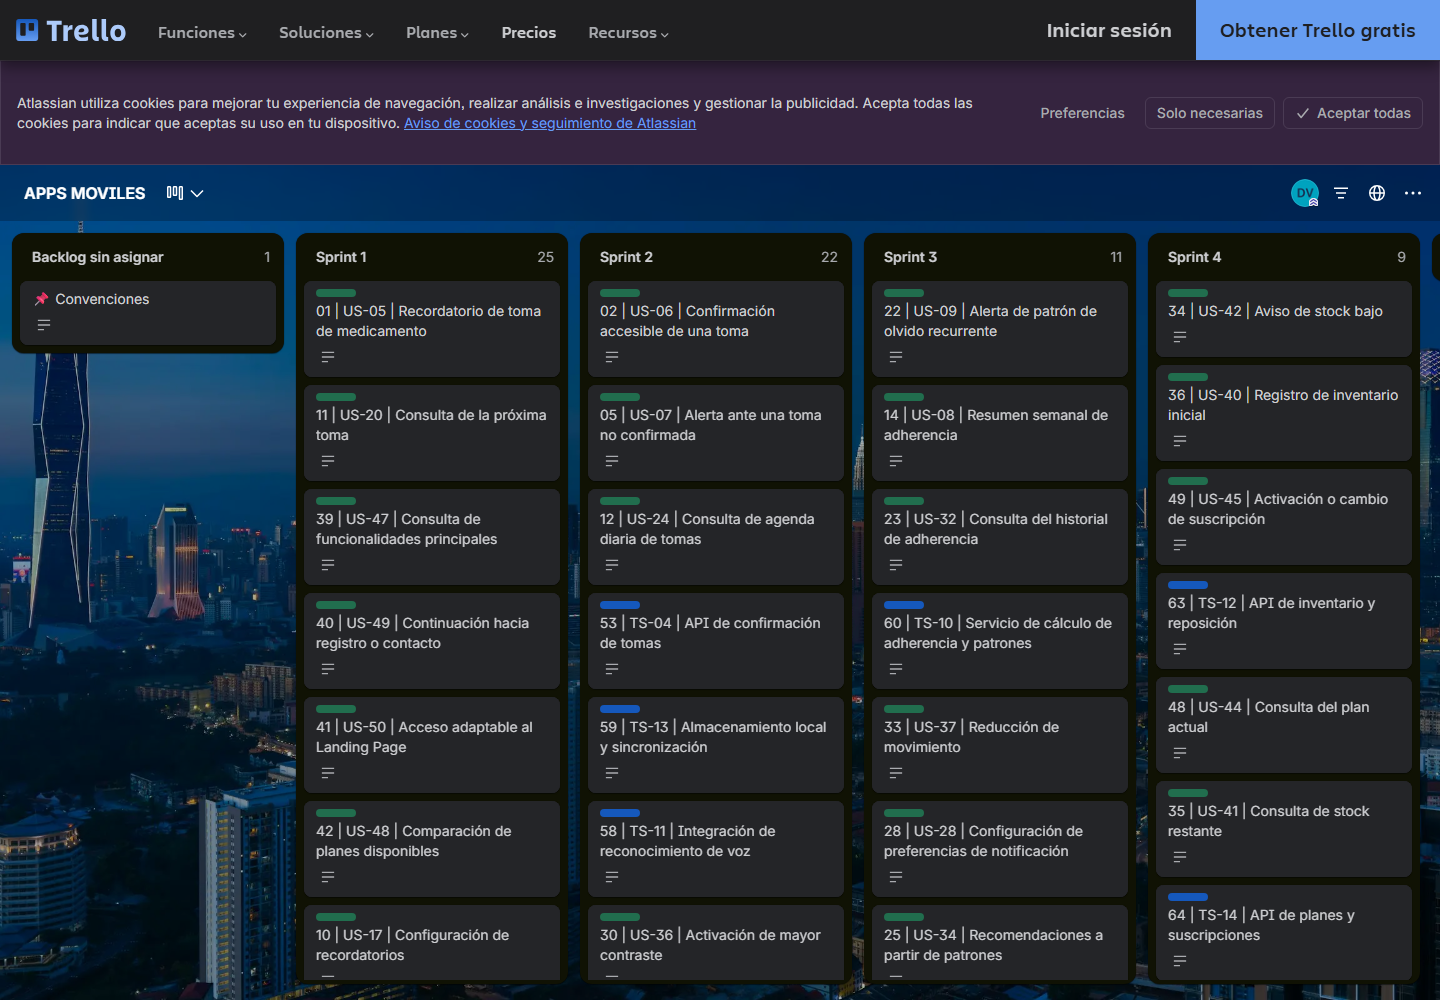 Trello
Funciones
Soluciones
Planes
Precios
Recursos
Iniciar sesión
Obtener Trello gratis
Atlassian utiliza cookies para mejorar tu experiencia de navegación, realizar análisis e investigaciones y gestionar la publicidad. Acepta todas las
cookies para indicar que aceptas su uso en tu dispositivo. Aviso de cookies y seguimiento de Atlassian
Preferencias
Solo necesarias
Aceptar todas
APPS MOVILES
DV
Backlog sin asignar
1
Convenciones
Sprint 1
25
01 | US-05 | Recordatorio de toma
de medicamento
11 | US-20 | Consulta de la próxima
toma
39 | US-47 | Consulta de
funcionalidades principales
40 | US-49 | Continuación hacia
registro o contacto
41 | US-50 | Acceso adaptable al
Landing Page
42 | US-48 | Comparación de
planes disponibles
10 | US-17 | Configuración de
recordatorios
Sprint 2
22
02 | US-06 | Confirmación
accesible de una toma
05 | US-07 | Alerta ante una toma
no confirmada
12 | US-24 | Consulta de agenda
diaria de tomas
53 | TS-04 | API de confirmación
de tomas
59 | TS-13 | Almacenamiento local
y sincronización
58 | TS-11 | Integración de
reconocimiento de voz
30 | US-36 | Activación de mayor
contraste
Sprint 3
11
22 | US-09 | Alerta de patrón de
olvido recurrente
14 | US-08 | Resumen semanal de
adherencia
23 | US-32 | Consulta del historial
de adherencia
60 | TS-10 | Servicio de cálculo de
adherencia y patrones
33 | US-37 | Reducción de
movimiento
28 | US-28 | Configuración de
preferencias de notificación
25 | US-34 | Recomendaciones a
partir de patrones
Sprint 4
9
34 | US-42 | Aviso de stock bajo
36 | US-40 | Registro de inventario
inicial
49 | US-45 | Activación o cambio
de suscripción
63 | TS-12 | API de inventario y
reposición
48 | US-44 | Consulta del plan
actual
35 | US-41 | Consulta de stock
restante
64 | TS-14 | API de planes y
suscripciones